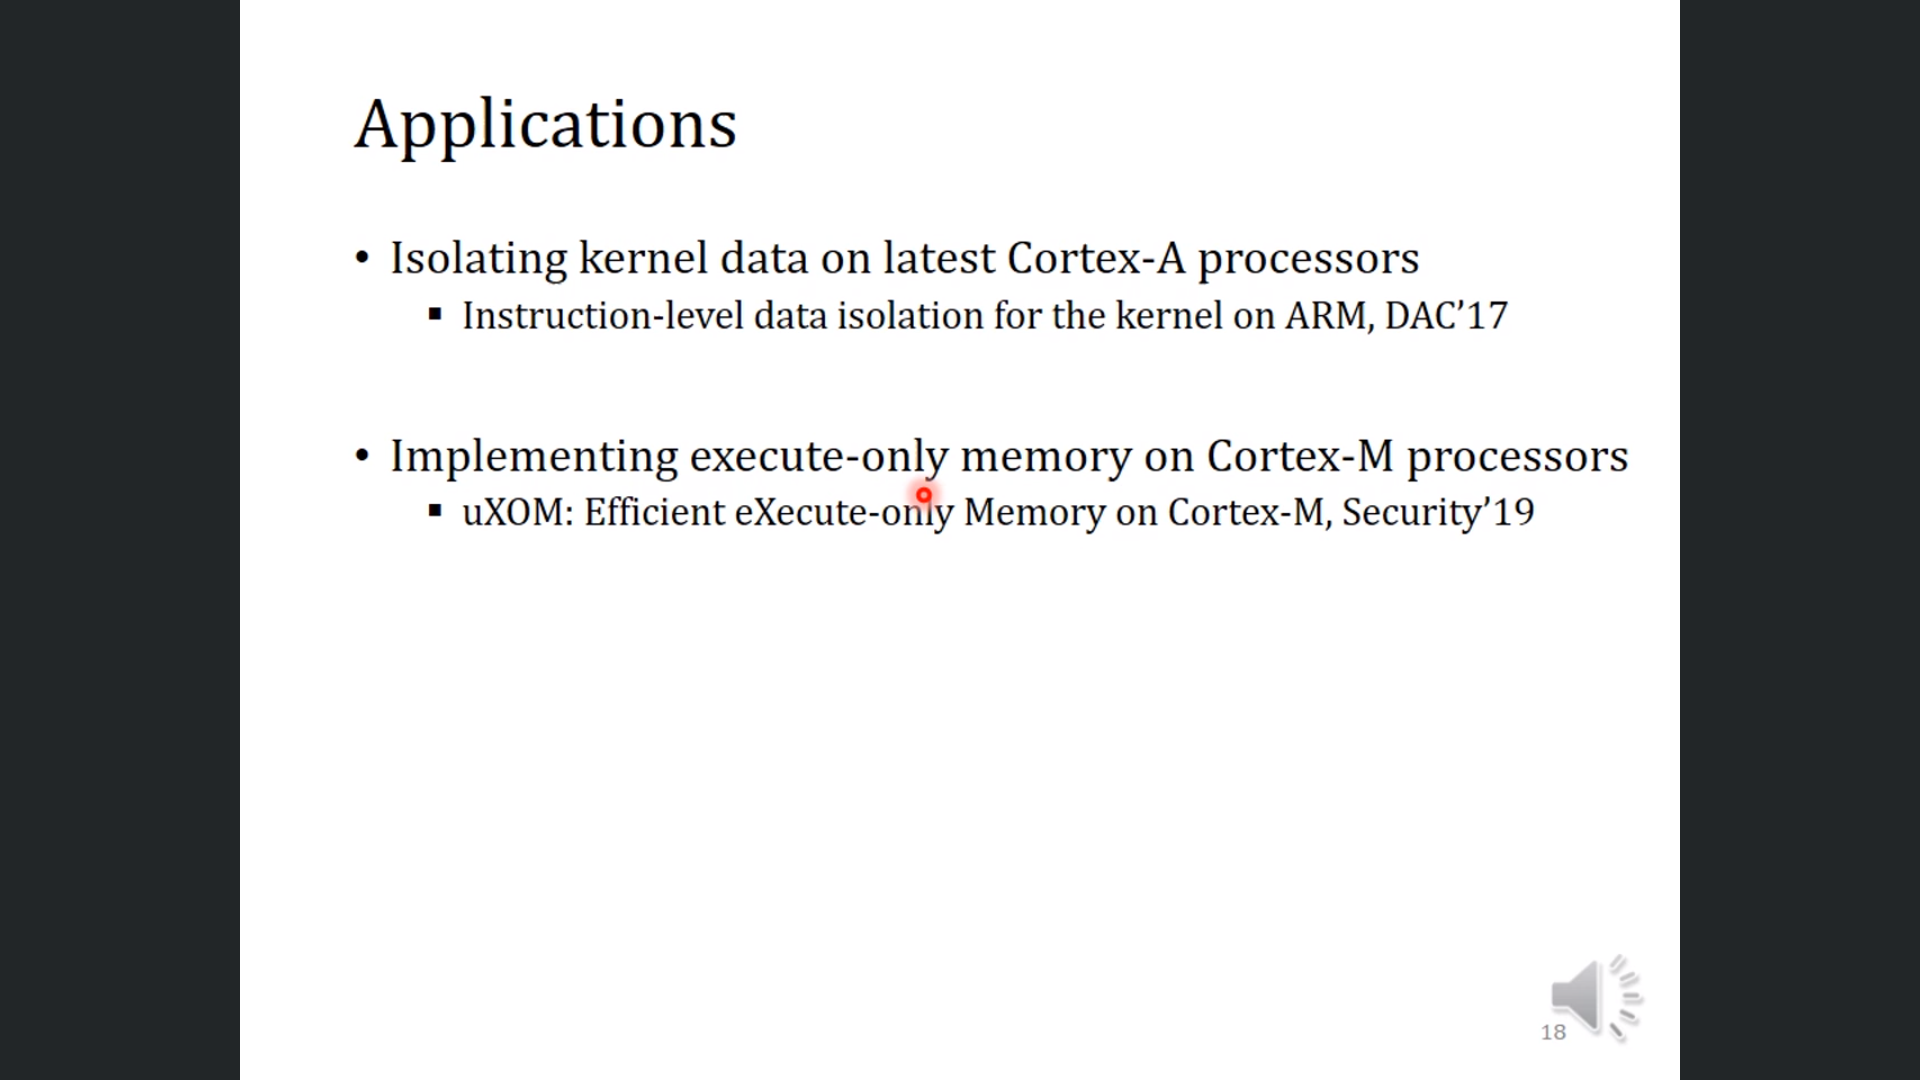 Applications
• Isolating kernel data on latest Cortex-A processors
▪ Instruction-level data isolation for the kernel on ARM, DAC’17
• Implementing execute-only memory on Cortex-M processors
▪ uXOM: Efficient eXecute-only Memory on Cortex-M, Security’19
18